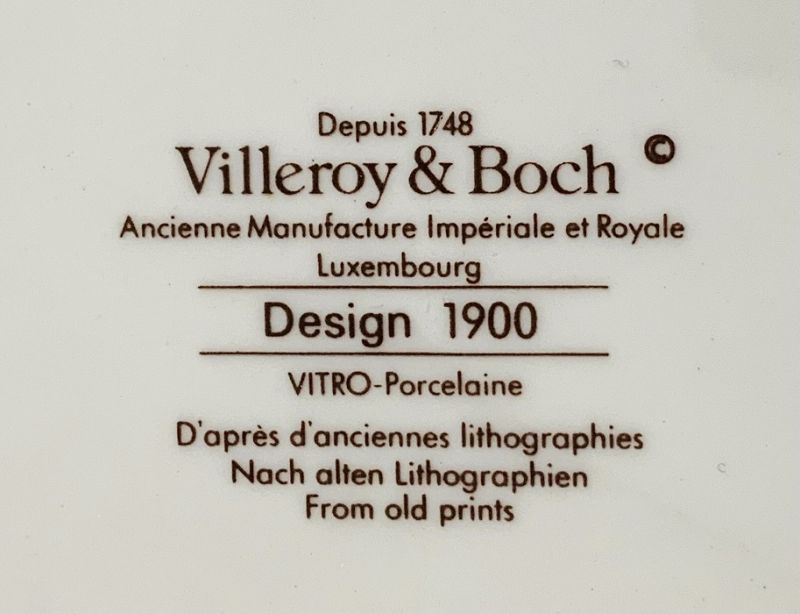 Depuis 1748
Villeroy & Boch ©
Ancienne Manufacture Impériale et Royale
Luxembourg
Design 1900
VITRO-Porcelaine
D'après d'anciennes lithographies
Nach alten Lithographien
From old prints